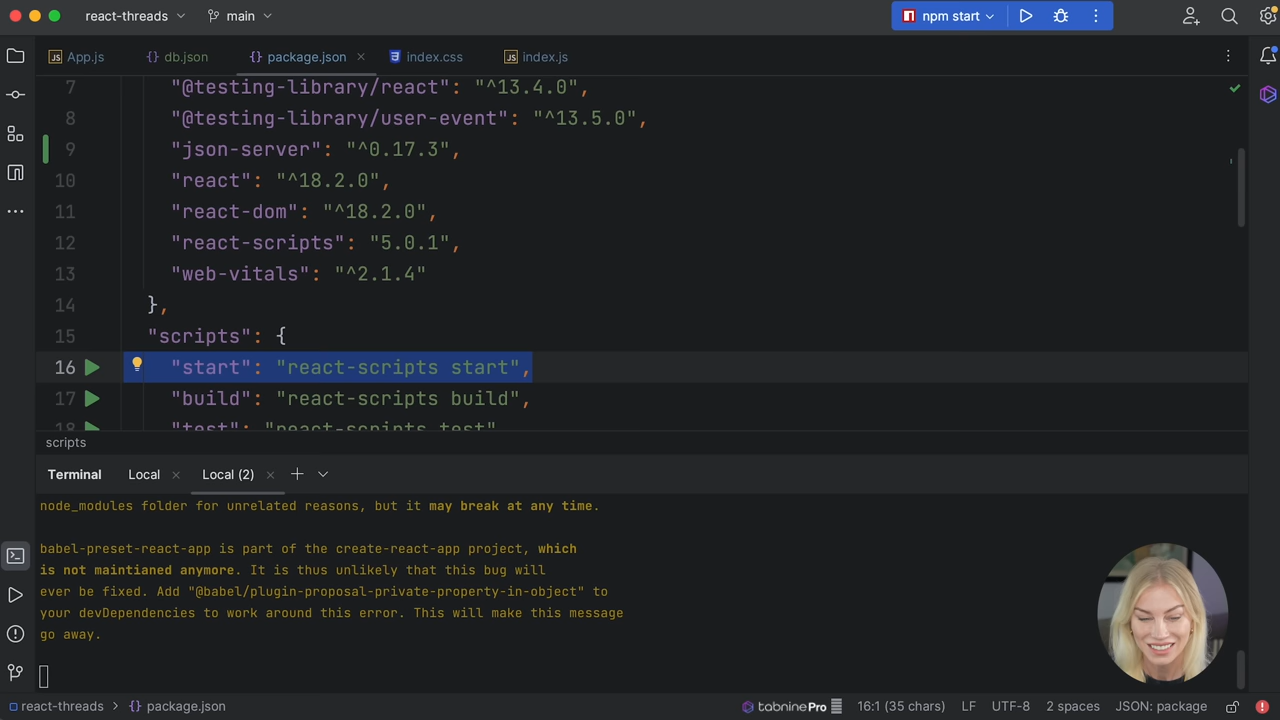 react-threads main npm start
App.js db.json package.json index.css index.js
7 "@testing-library/react": "^13.4.0",
8 "@testing-library/user-event": "^13.5.0",
9 "json-server": "^0.17.3",
10 "react": "^18.2.0",
11 "react-dom": "^18.2.0",
12 "react-scripts": "5.0.1",
13 "web-vitals": "^2.1.4"
14 },
15 "scripts": {
16 "start": "react-scripts start",
17 "build": "react-scripts build",
18 "test": "react-scripts test"
scripts
Terminal Local Local (2)
node_modules folder for unrelated reasons, but it may break at any time.
babel-preset-react-app is part of the create-react-app project, which
is not maintianed anymore. It is thus unlikely that this bug will
ever be fixed. Add "@babel/plugin-proposal-private-property-in-object" to
your devDependencies to work around this error. This will make this message
go away.
react-threads > package.json tabninePro 16:1 (35 chars) LF UTF-8 2 spaces JSON: package